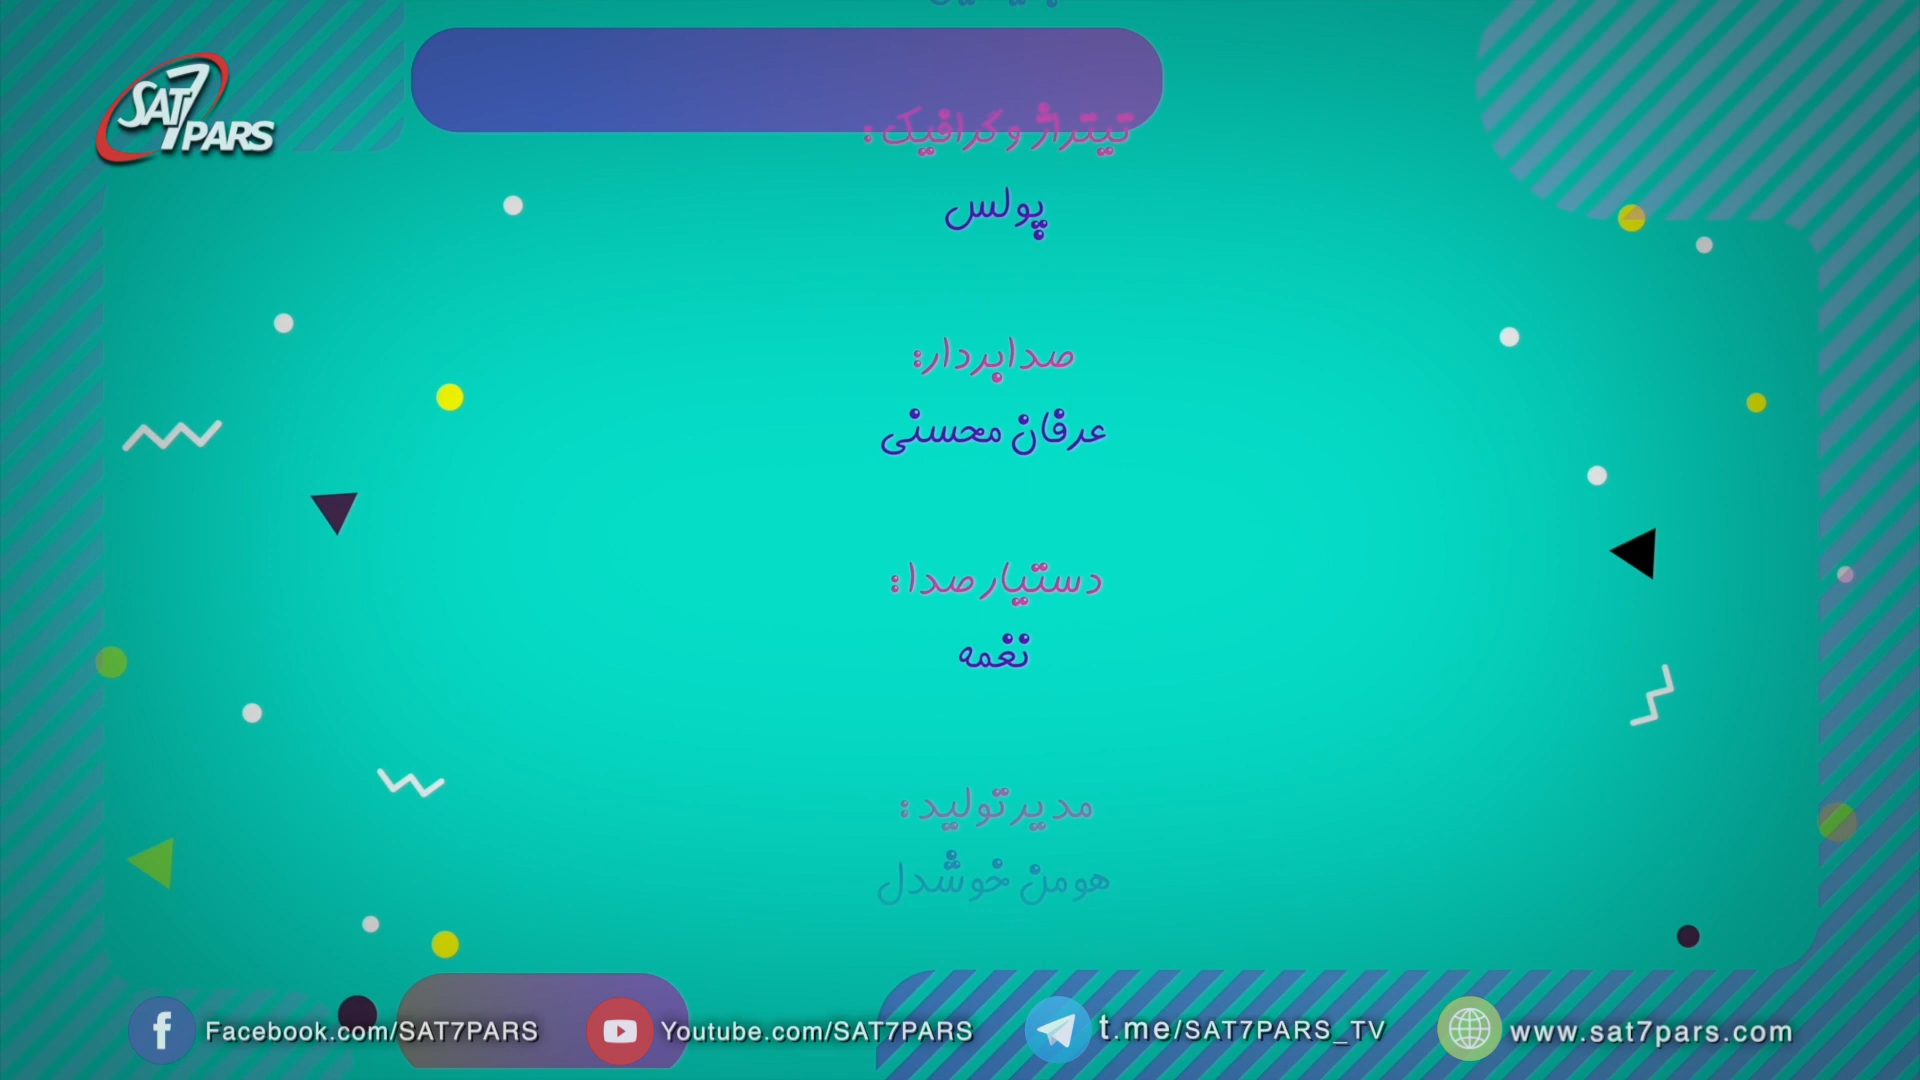 SAT7
PARS
تیتراژ و گرافیک :
پولس
صدابردار:
عرفان محسنی
دستیار صدا:
نغمه
مدیر تولید :
هومن خوشدل
Facebook.com/SAT7PARS
Youtube.com/SAT7PARS
t.me/SAT7PARS_TV
www.sat7pars.com